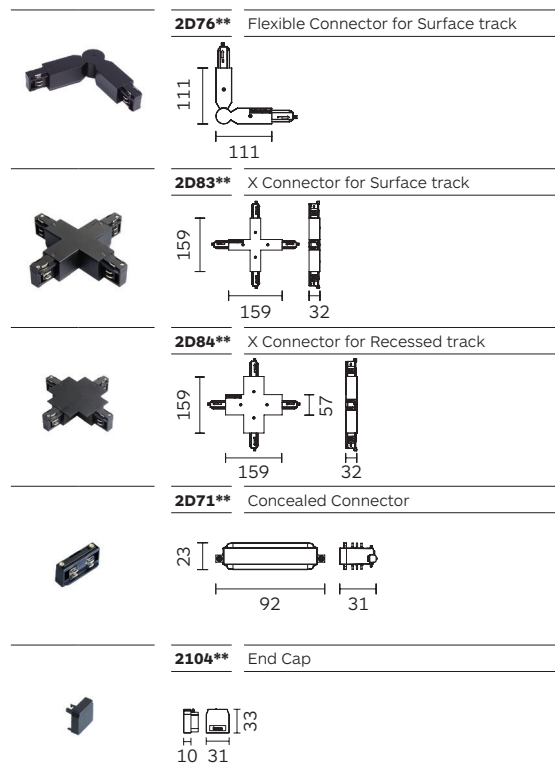 2D76** Flexible Connector for Surface track
111
111
2D83** X Connector for Surface track
159
159 32
2D84** X Connector for Recessed track
159 57
159 32
2D71** Concealed Connector
23
92 31
2104** End Cap
33
10 31